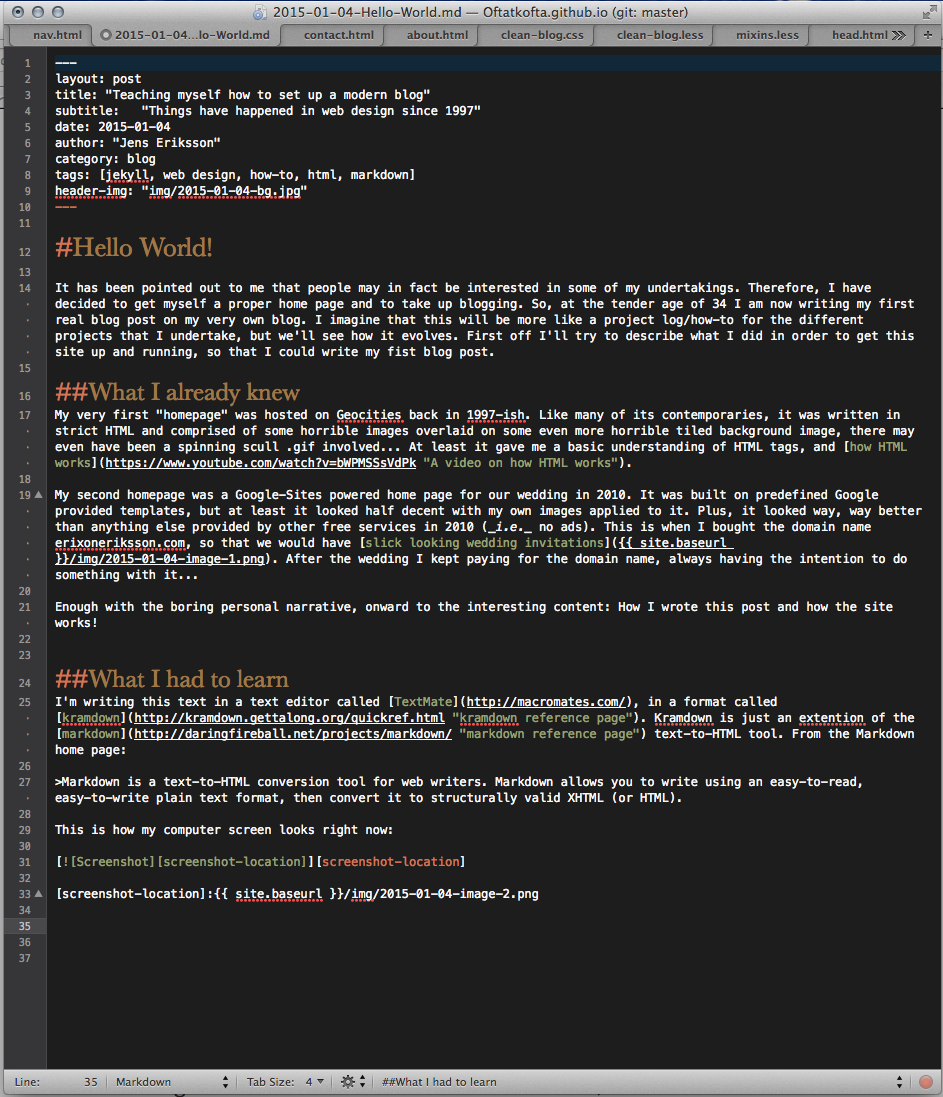 2015-01-04-Hello-World.md — Oftatkofta.github.io (git: master)
nav.html
2015-01-04...lo-World.md
contact.html
about.html
clean-blog.css
clean-blog.less
mixins.less
head.html
1 ---
2 layout: post
3 title: "Teaching myself how to set up a modern blog"
4 subtitle:   "Things have happened in web design since 1997"
5 date: 2015-01-04
6 author: "Jens Eriksson"
7 category: blog
8 tags: [jekyll, web design, how-to, html, markdown]
9 header-img: "img/2015-01-04-bg.jpg"
10 ---
11
12 #Hello World!
13
14 It has been pointed out to me that people may in fact be interested in some of my undertakings. Therefore, I have
decided to get myself a proper home page and to take up blogging. So, at the tender age of 34 I am now writing my first
real blog post on my very own blog. I imagine that this will be more like a project log/how-to for the different
projects that I undertake, but we'll see how it evolves. First off I'll try to describe what I did in order to get this
site up and running, so that I could write my fist blog post.
15
16 ##What I already knew
17 My very first "homepage" was hosted on Geocities back in 1997-ish. Like many of its contemporaries, it was written in
strict HTML and comprised of some horrible images overlaid on some even more horrible tiled background image, there may
even have been a spinning scull .gif involved... At least it gave me a basic understanding of HTML tags, and [how HTML
works](https://www.youtube.com/watch?v=bWPMSSsVdPk "A video on how HTML works").
18
19 My second homepage was a Google-Sites powered home page for our wedding in 2010. It was built on predefined Google
provided templates, but at least it looked half decent with my own images applied to it. Plus, it looked way, way better
than anything else provided by other free services in 2010 (_i.e._ no ads). This is when I bought the domain name
erixoneriksson.com, so that we would have [slick looking wedding invitations]({{ site.baseurl
}}/img/2015-01-04-image-1.png). After the wedding I kept paying for the domain name, always having the intention to do
something with it...
20
21 Enough with the boring personal narrative, onward to the interesting content: How I wrote this post and how the site
works!
22
23
24 ##What I had to learn
25 I'm writing this text in a text editor called [TextMate](http://macromates.com/), in a format called
[kramdown](http://kramdown.gettalong.org/quickref.html "kramdown reference page"). Kramdown is just an extention of the
[markdown](http://daringfireball.net/projects/markdown/ "markdown reference page") text-to-HTML tool. From the Markdown
home page:
26
27 >Markdown is a text-to-HTML conversion tool for web writers. Markdown allows you to write using an easy-to-read,
easy-to-write plain text format, then convert it to structurally valid XHTML (or HTML).
28
29 This is how my computer screen looks right now:
30
31 [![Screenshot][screenshot-location]][screenshot-location]
32
33 [screenshot-location]:{{ site.baseurl }}/img/2015-01-04-image-2.png
34
35
36
37
Line: 35 Markdown Tab Size: 4 ##What I had to learn